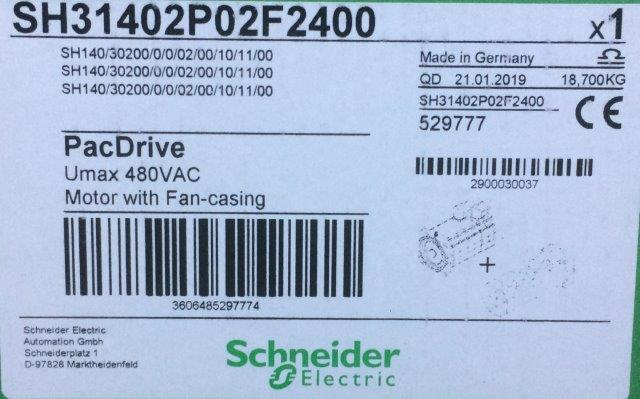 SH31402P02F2400 x1
SH140/30200/0/0/02/00/10/11/00
SH140/30200/0/0/02/00/10/11/00
SH140/30200/0/0/02/00/10/11/00
Made in Germany
QD 21.01.2019 18,700KG
SH31402P02F2400
529777
CE
PacDrive
Umax 480VAC
Motor with Fan-casing
2900030037
+
3606485297774
Schneider Electric
Automation Gmbh
Schneiderplatz 1
D-97828 Marktheidenfeld
Schneider
Electric